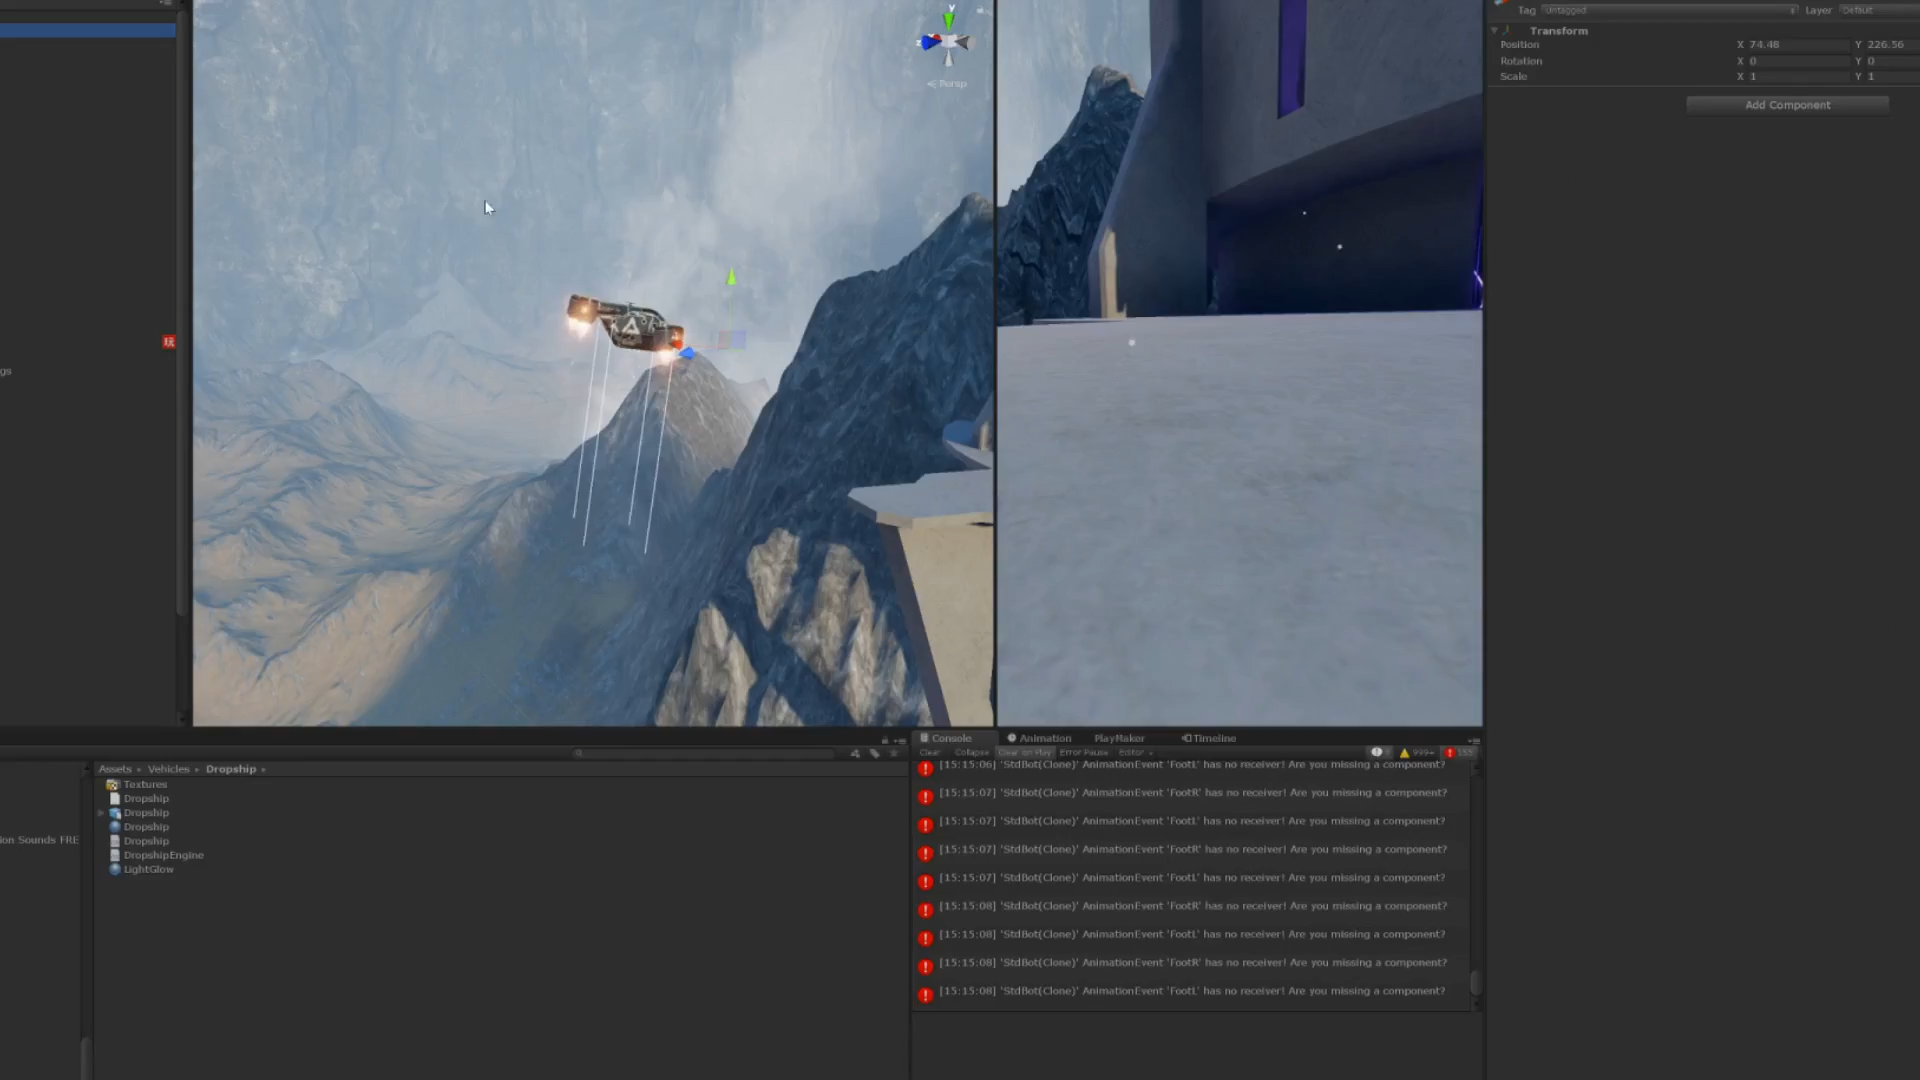 Tag Untagged Layer Default
Transform
Position X 74.48 Y 226.56
Rotation X 0 Y 0
Scale X 1 Y 1
Add Component
y
z
Persp
gs
Console Animation PlayMaker Timeline
Clear Collapse Clear on Play Error Pause Editor 999+
Assets Vehicles Dropship
Textures
Dropship
Dropship
Dropship
Dropship
DropshipEngine
LightGlow
ion Sounds FRE
[15:15:06] 'StdBot(Clone)' AnimationEvent 'FootL' has no receiver! Are you missing a component?
[15:15:07] 'StdBot(Clone)' AnimationEvent 'FootR' has no receiver! Are you missing a component?
[15:15:07] 'StdBot(Clone)' AnimationEvent 'FootL' has no receiver! Are you missing a component?
[15:15:07] 'StdBot(Clone)' AnimationEvent 'FootR' has no receiver! Are you missing a component?
[15:15:07] 'StdBot(Clone)' AnimationEvent 'FootL' has no receiver! Are you missing a component?
[15:15:08] 'StdBot(Clone)' AnimationEvent 'FootR' has no receiver! Are you missing a component?
[15:15:08] 'StdBot(Clone)' AnimationEvent 'FootL' has no receiver! Are you missing a component?
[15:15:08] 'StdBot(Clone)' AnimationEvent 'FootR' has no receiver! Are you missing a component?
[15:15:08] 'StdBot(Clone)' AnimationEvent 'FootL' has no receiver! Are you missing a component?